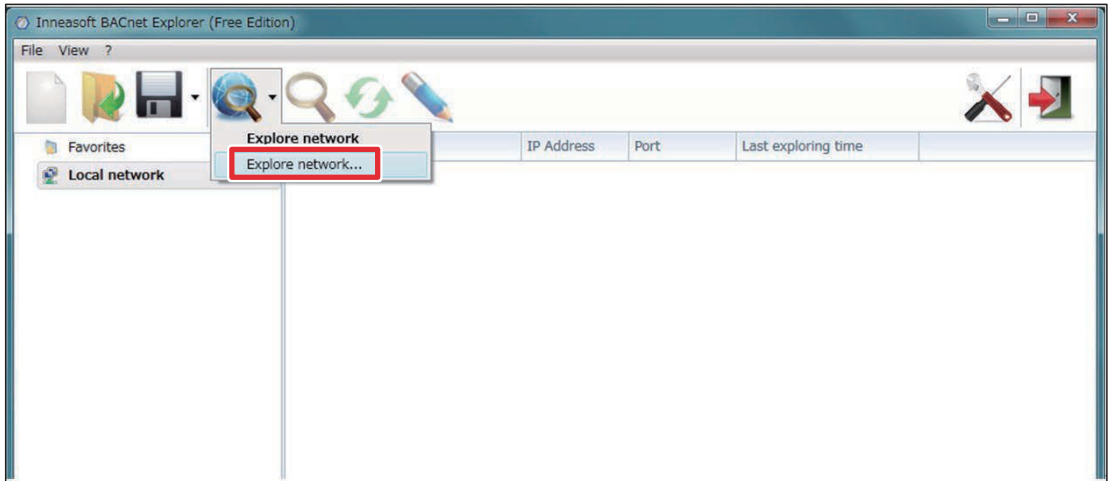 Inneasoft BACnet Explorer (Free Edition)
File View ?
Explore network
Explore network...
Favorites
Local network
IP Address Port Last exploring time